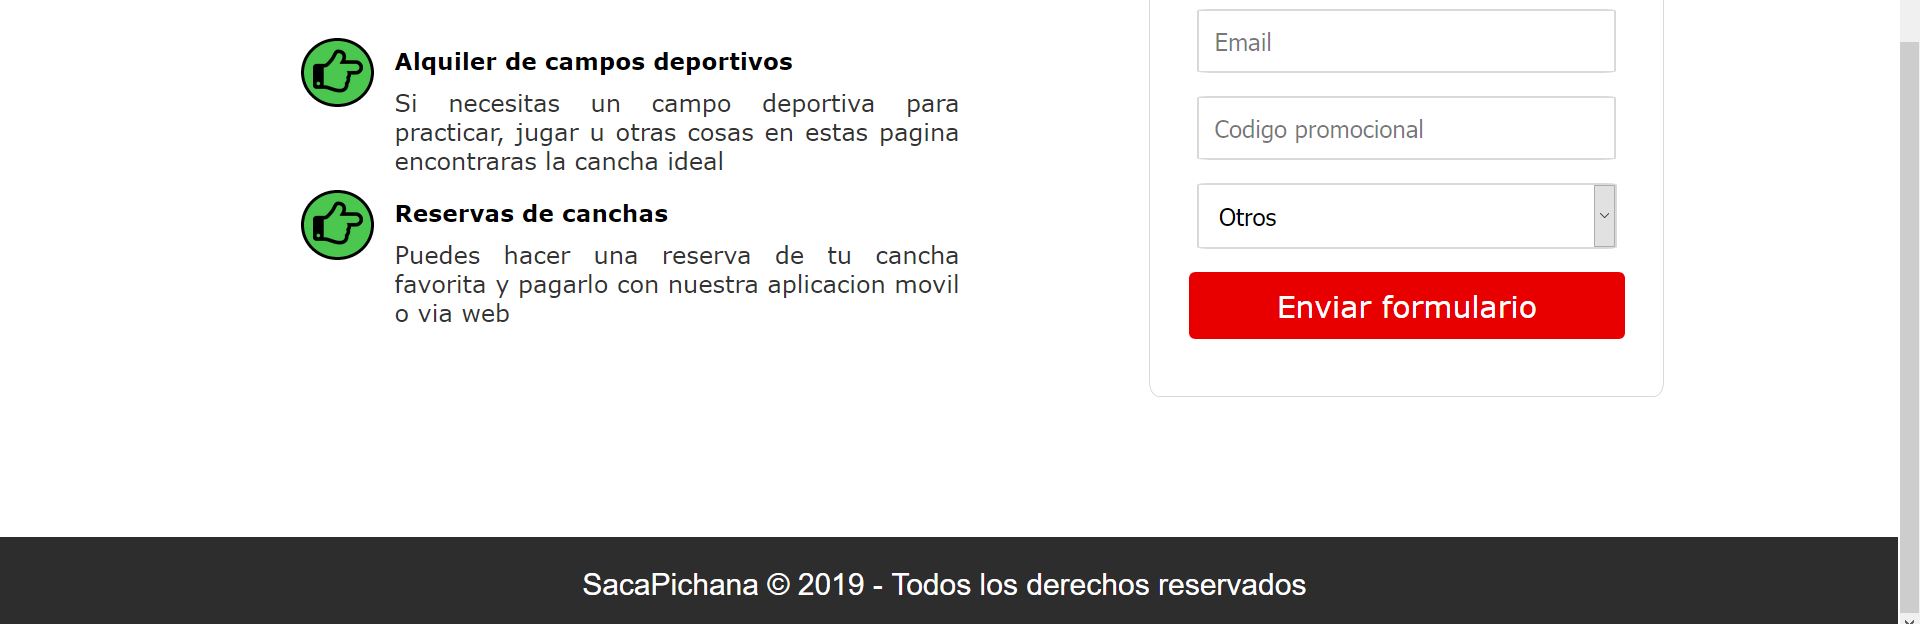 Alquiler de campos deportivos
Si necesitas un campo deportiva para
practicar, jugar u otras cosas en estas pagina
encontraras la cancha ideal
Reservas de canchas
Puedes hacer una reserva de tu cancha
favorita y pagarlo con nuestra aplicacion movil
o via web
Email
Codigo promocional
Otros
Enviar formulario
SacaPichana © 2019 - Todos los derechos reservados